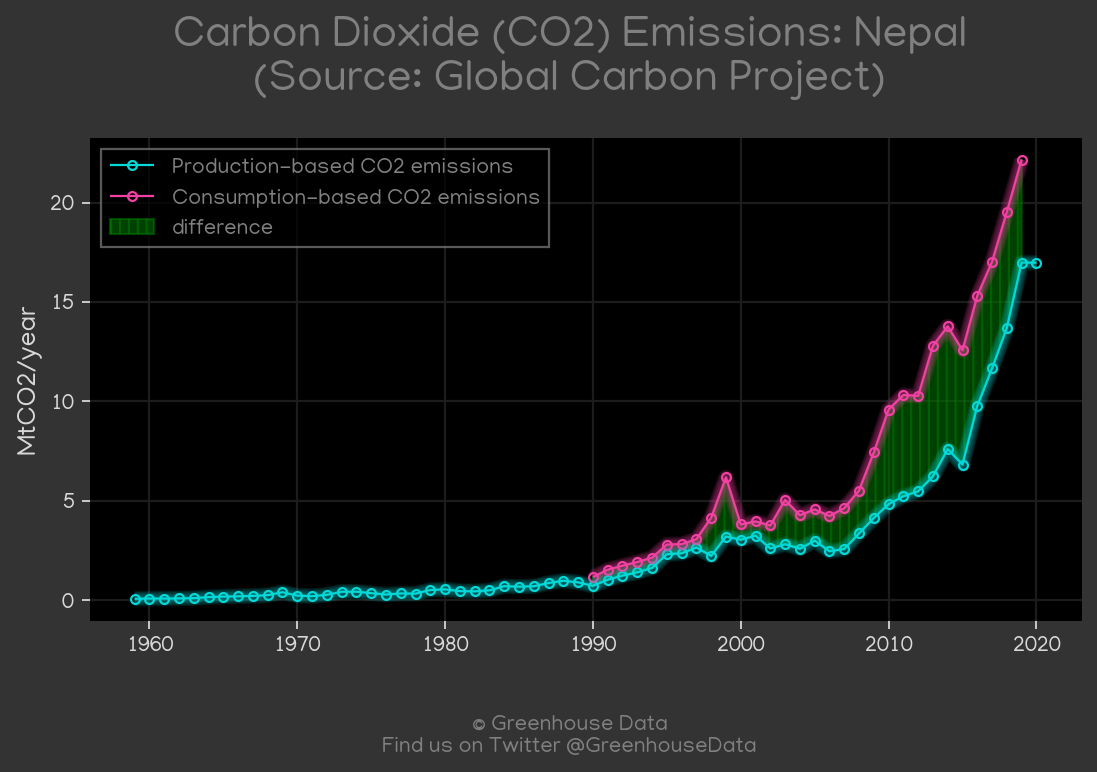 Carbon Dioxide (CO2) Emissions: Nepal
(Source: Global Carbon Project)
Production-based CO2 emissions
Consumption-based CO2 emissions
difference
MtCO2/year
20
15
10
5
0
1960 1970 1980 1990 2000 2010 2020
© Greenhouse Data
Find us on Twitter @GreenhouseData